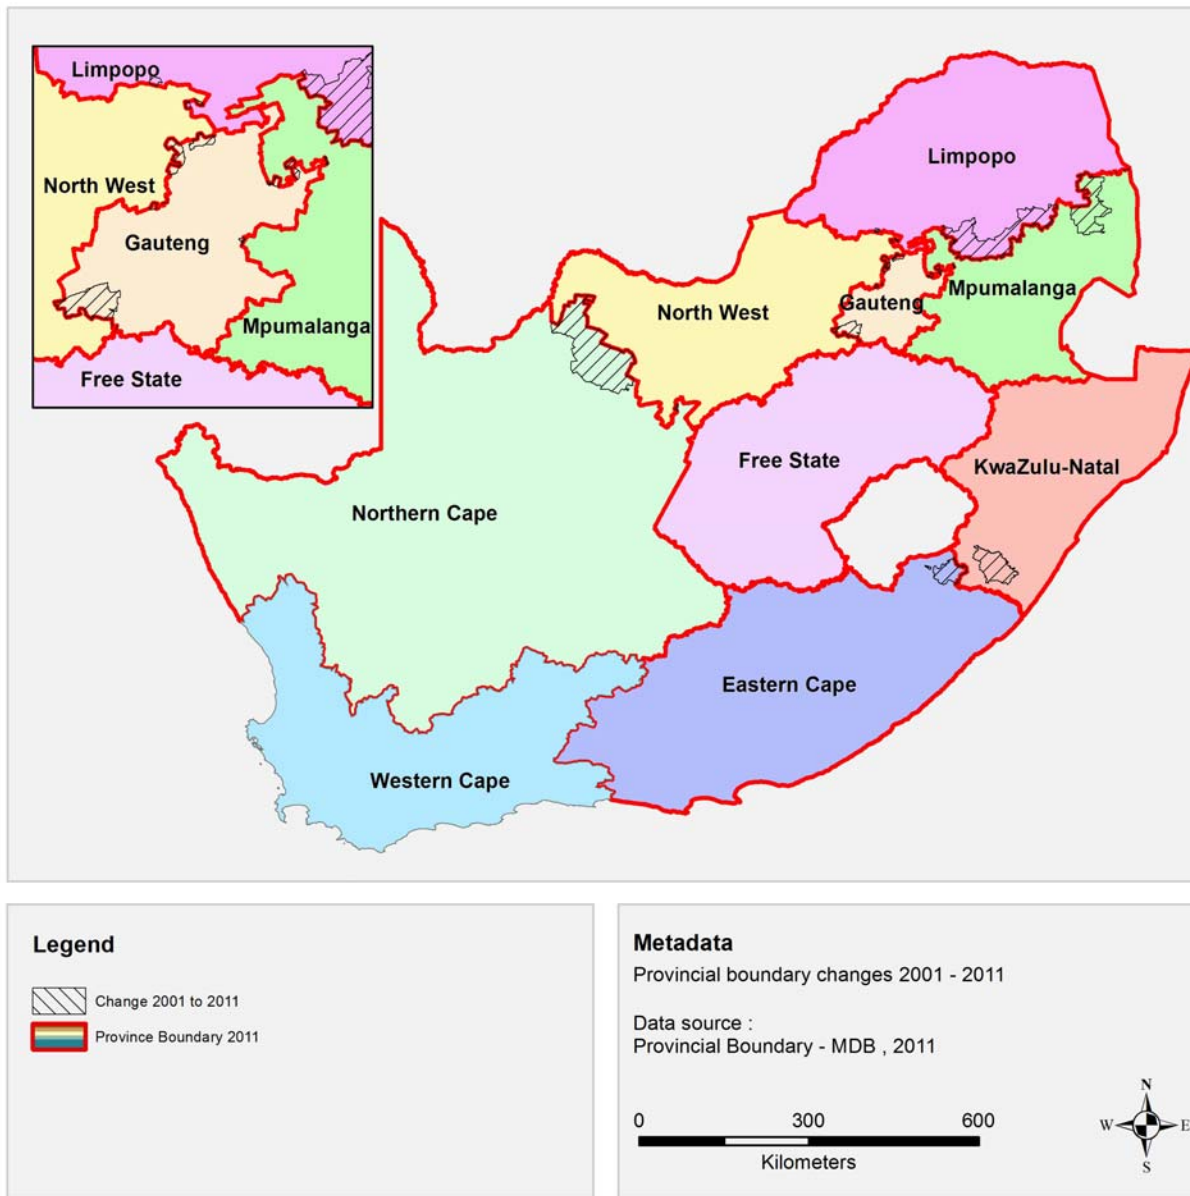 Limpopo
North West
Gauteng
Mpumalanga
Free State
Limpopo
North West
Gauteng
Mpumalanga
Free State
KwaZulu-Natal
Northern Cape
Eastern Cape
Western Cape
Legend
Change 2001 to 2011
Province Boundary 2011
Metadata
Provincial boundary changes 2001 - 2011
Data source :
Provincial Boundary - MDB , 2011
0 300 600
Kilometers
N
W E
S